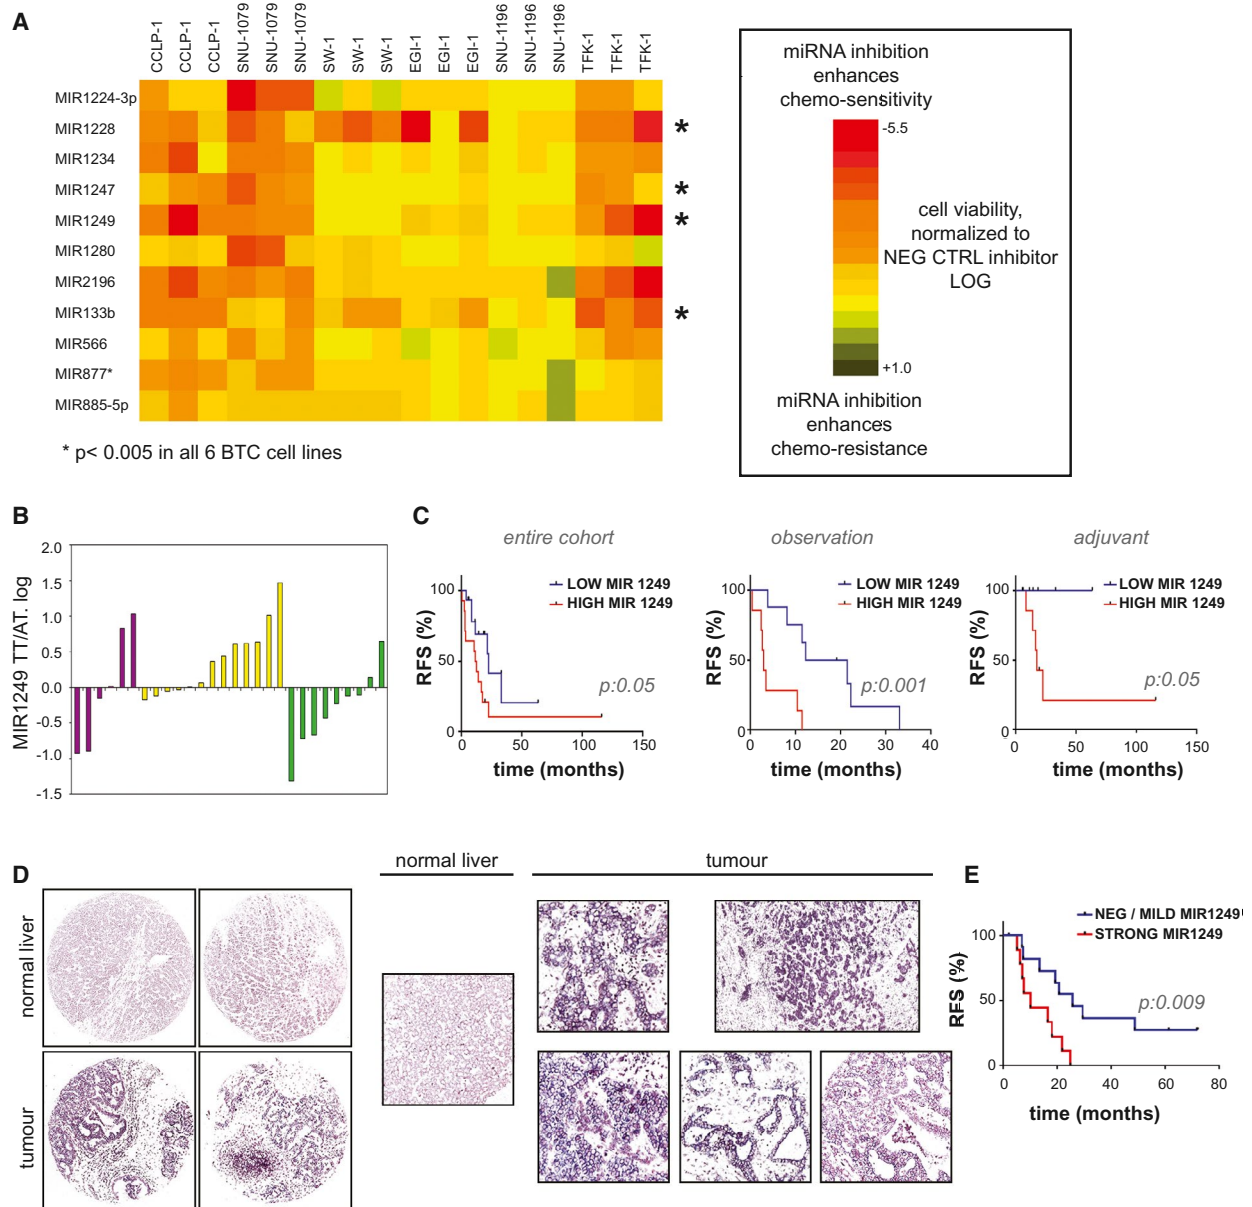 A
CCLP-1 CCLP-1 CCLP-1 SNU-1079 SNU-1079 SNU-1079 SW-1 SW-1 SW-1 EGI-1 EGI-1 EGI-1 SNU-1196 SNU-1196 SNU-1196 TFK-1 TFK-1 TFK-1
MIR1224-3p
MIR1228 *
MIR1234
MIR1247 *
MIR1249 *
MIR1280
MIR2196
MIR133b *
MIR566
MIR877*
MIR885-5p
* p< 0.005 in all 6 BTC cell lines
miRNA inhibition
enhances
chemo-sensitivity
-5.5
cell viability,
normalized to
NEG CTRL inhibitor
LOG
+1.0
miRNA inhibition
enhances
chemo-resistance
B
MIR1249 TT/AT. log
2.0
1.5
1.0
0.5
0.0
-0.5
-1.0
-1.5
C
entire cohort
LOW MIR 1249
HIGH MIR 1249
RFS (%)
100
50
0
p:0.05
0 50 100 150
time (months)
observation
LOW MIR 1249
HIGH MIR 1249
RFS (%)
100
50
0
p:0.001
0 10 20 30 40
time (months)
adjuvant
LOW MIR 1249
HIGH MIR 1249
RFS (%)
100
50
0
p:0.05
0 50 100 150
time (months)
D
normal liver
tumour
normal liver
tumour
E
NEG / MILD MIR1249
STRONG MIR1249
RFS (%)
100
50
0
p:0.009
0 20 40 60 80
time (months)